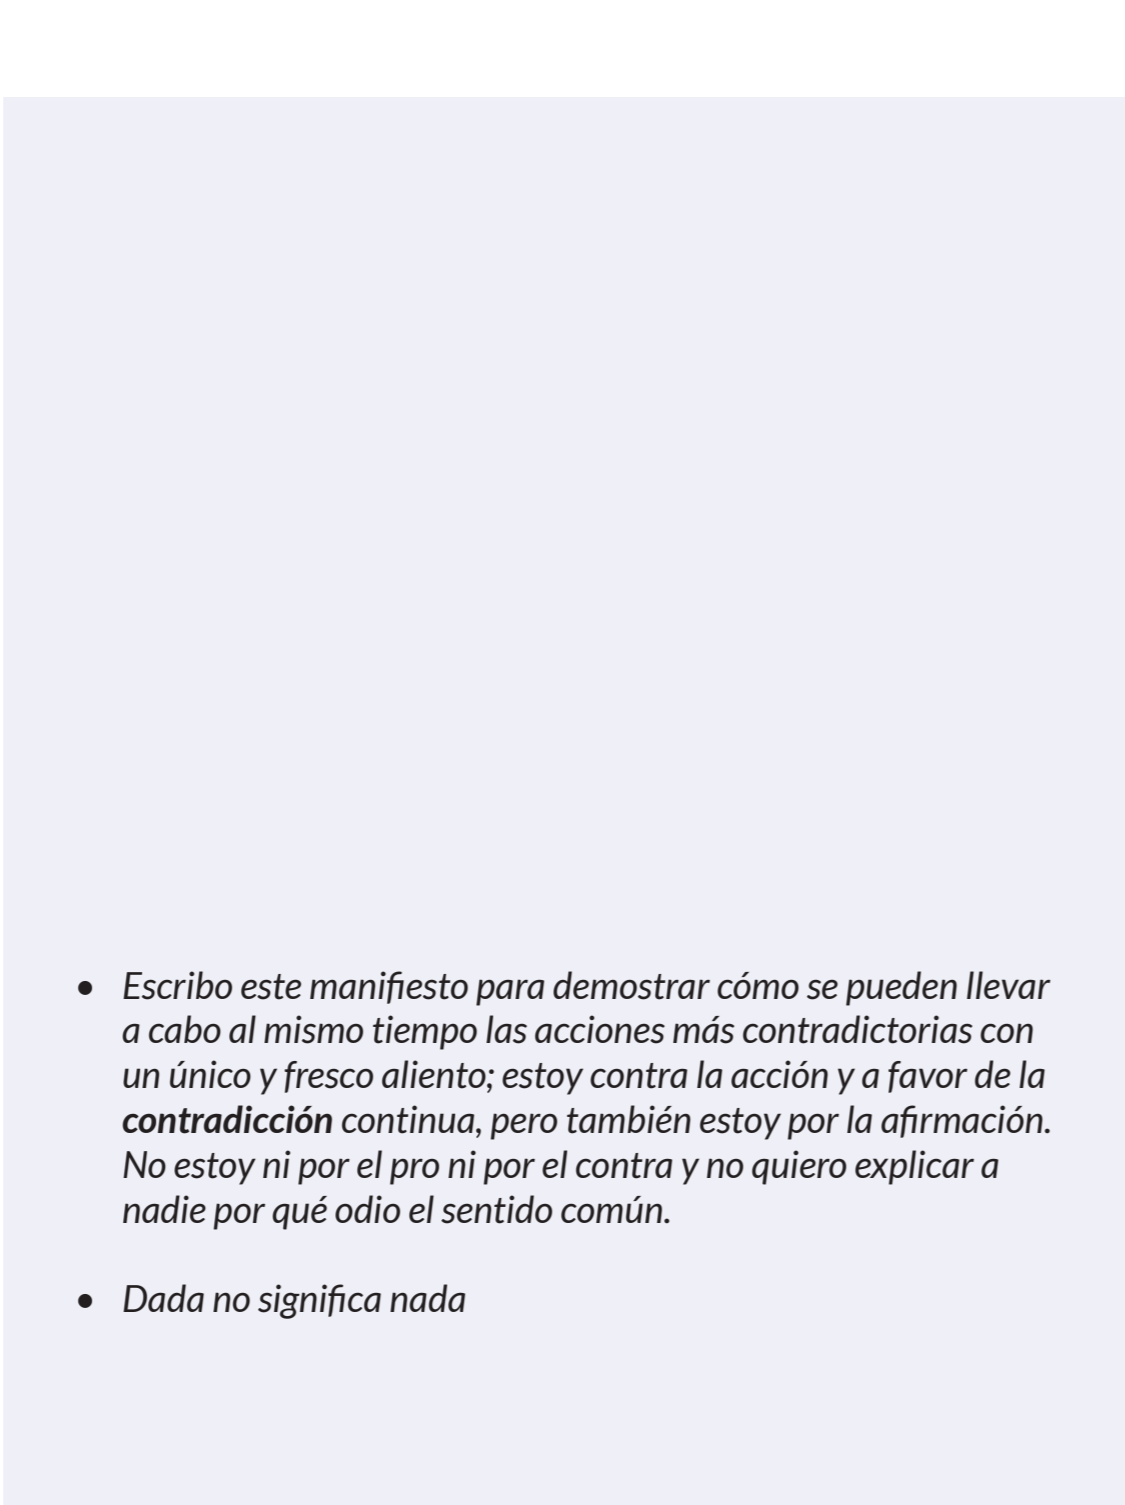 • Escribo este manifiesto para demostrar cómo se pueden llevar
a cabo al mismo tiempo las acciones más contradictorias con
un único y fresco aliento; estoy contra la acción y a favor de la
contradicción continua, pero también estoy por la afirmación.
No estoy ni por el pro ni por el contra y no quiero explicar a
nadie por qué odio el sentido común.
• Dada no significa nada